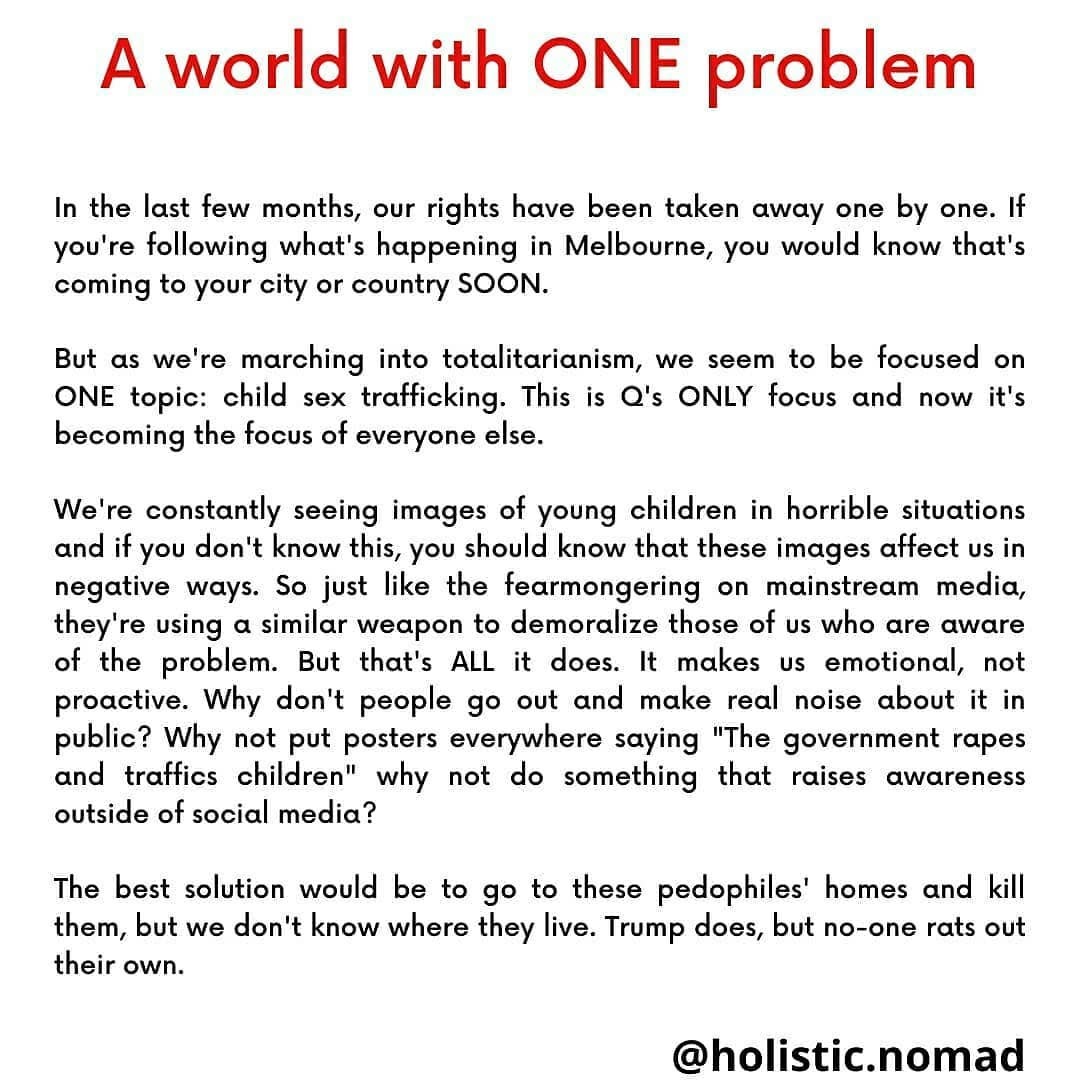 A world with ONE problem
In the last few months, our rights have been taken away one by one. If
you're following what's happening in Melbourne, you would know that's
coming to your city or country SOON.
But as we're marching into totalitarianism, we seem to be focused on
ONE topic: child sex trafficking. This is Q's ONLY focus and now it's
becoming the focus of everyone else.
We're constantly seeing images of young children in horrible situations
and if you don't know this, you should know that these images affect us in
negative ways. So just like the fearmongering on mainstream media,
they're using a similar weapon to demoralize those of us who are aware
of the problem. But that's ALL it does. It makes us emotional, not
proactive. Why don't people go out and make real noise about it in
public? Why not put posters everywhere saying "The government rapes
and traffics children" why not do something that raises awareness
outside of social media?
The best solution would be to go to these pedophiles' homes and kill
them, but we don't know where they live. Trump does, but no-one rats out
their own.
@holistic.nomad